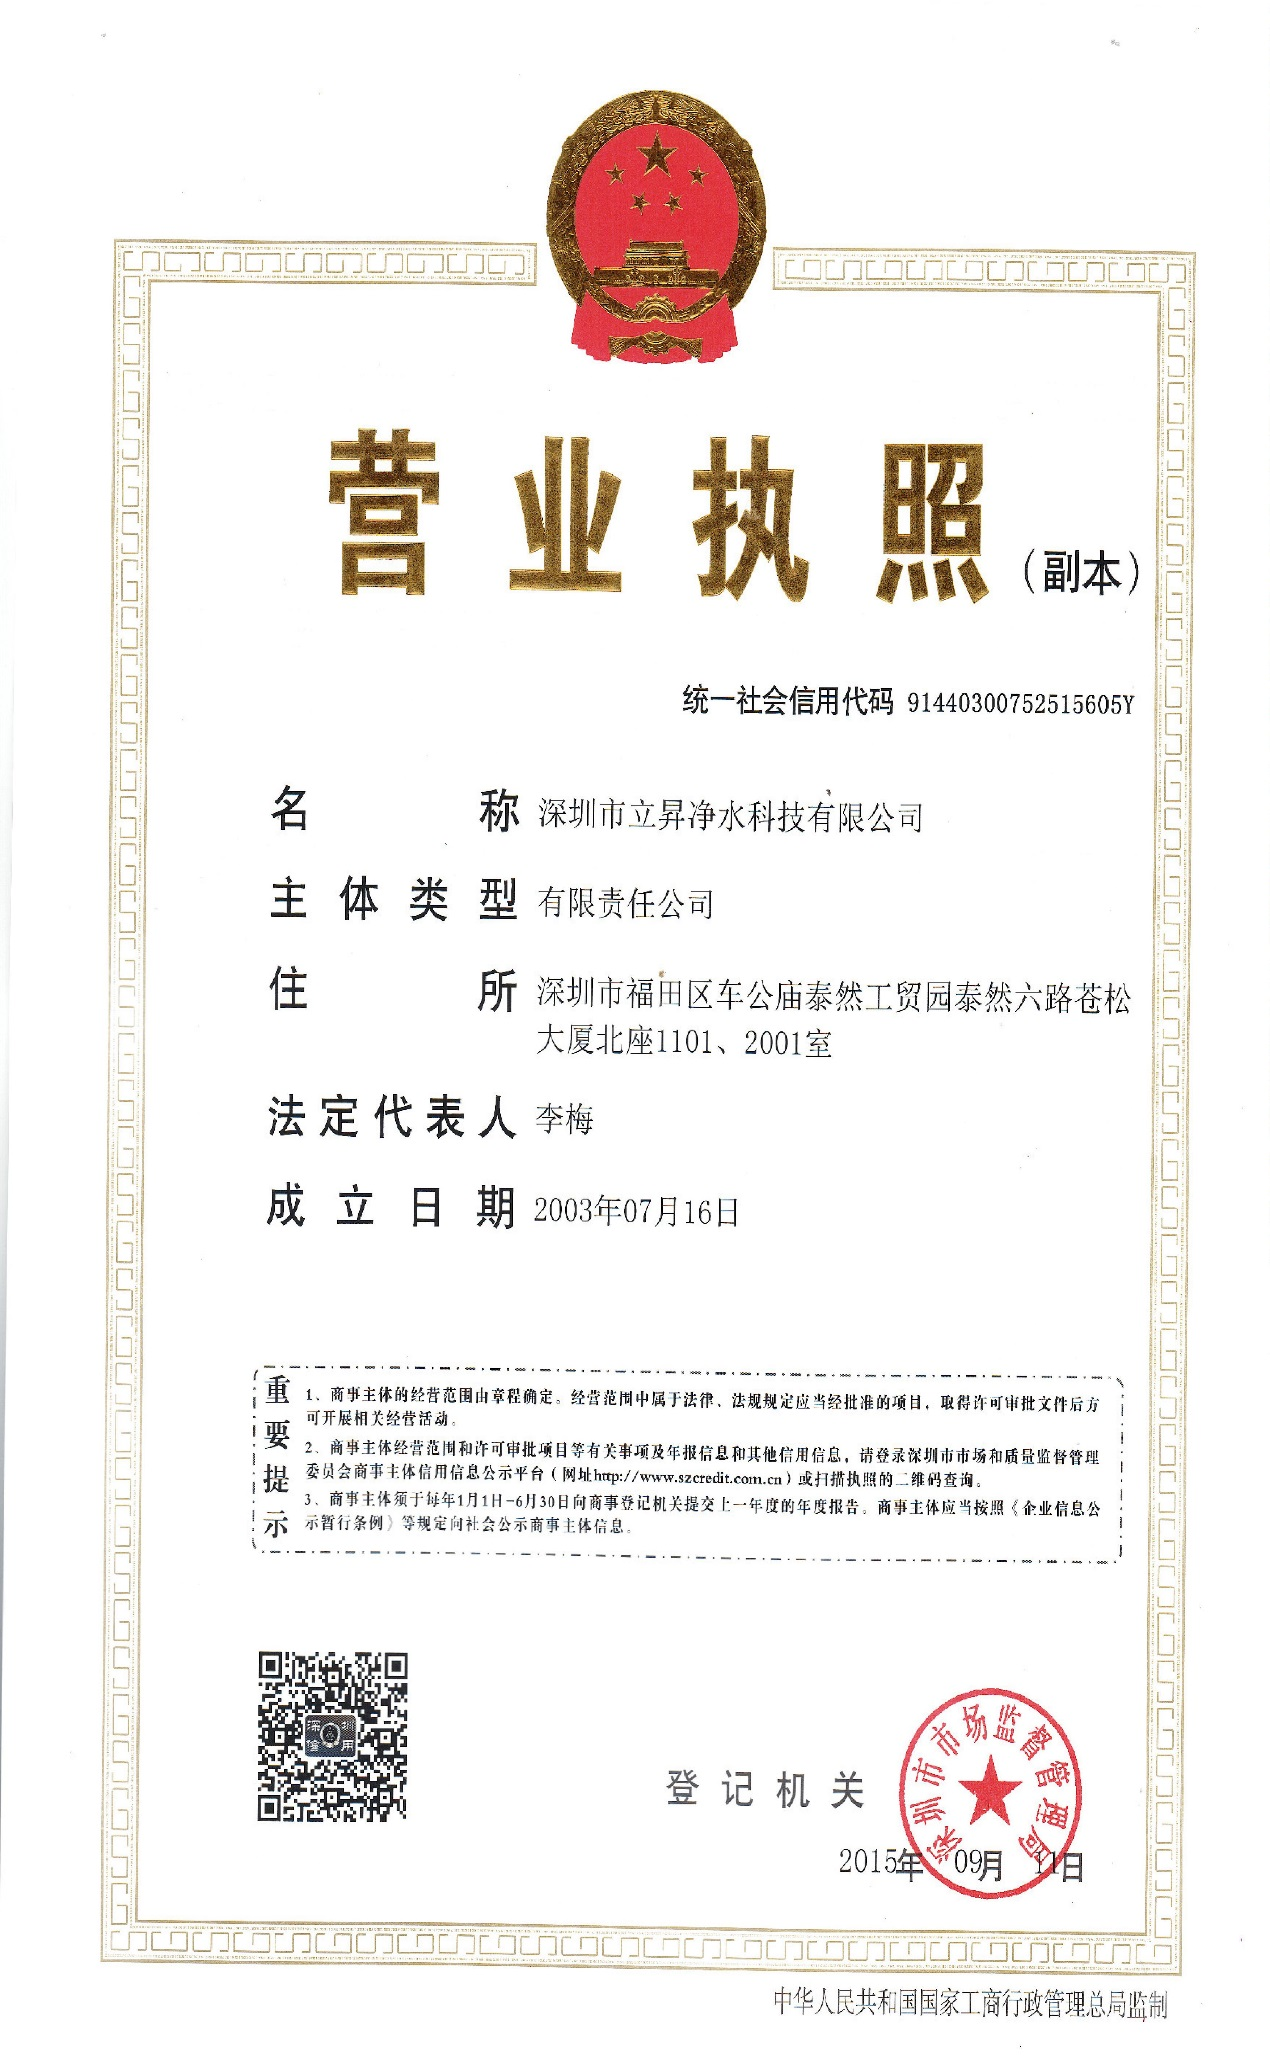 营业执照（副本）
统一社会信用代码 91440300752515605Y
名称 深圳市立昇净水科技有限公司
主体类型 有限责任公司
住所 深圳市福田区车公庙泰然工贸园泰然六路苍松
大厦北座1101、2001室
法定代表人 李梅
成立日期 2003年07月16日
重要提示
1、商事主体的经营范围由章程确定。经营范围中属于法律、法规规定应当经批准的项目，取得许可审批文件后方
可开展相关经营活动。
2、商事主体经营范围和许可审批项目等有关事项及年报信息和其他信用信息，请登录深圳市市场和质量监督管理
委员会商事主体信用信息公示平台（网址http://www.szcredit.com.cn）或扫描执照的二维码查询。
3、商事主体须于每年1月1日-6月30日向商事登记机关提交上一年度的年度报告。商事主体应当按照《企业信息公
示暂行条例》等规定向社会公示商事主体信息。
深圳
信用
登记机关
深圳市市场监督管理局
2015年 09月 11日
中华人民共和国国家工商行政管理总局监制